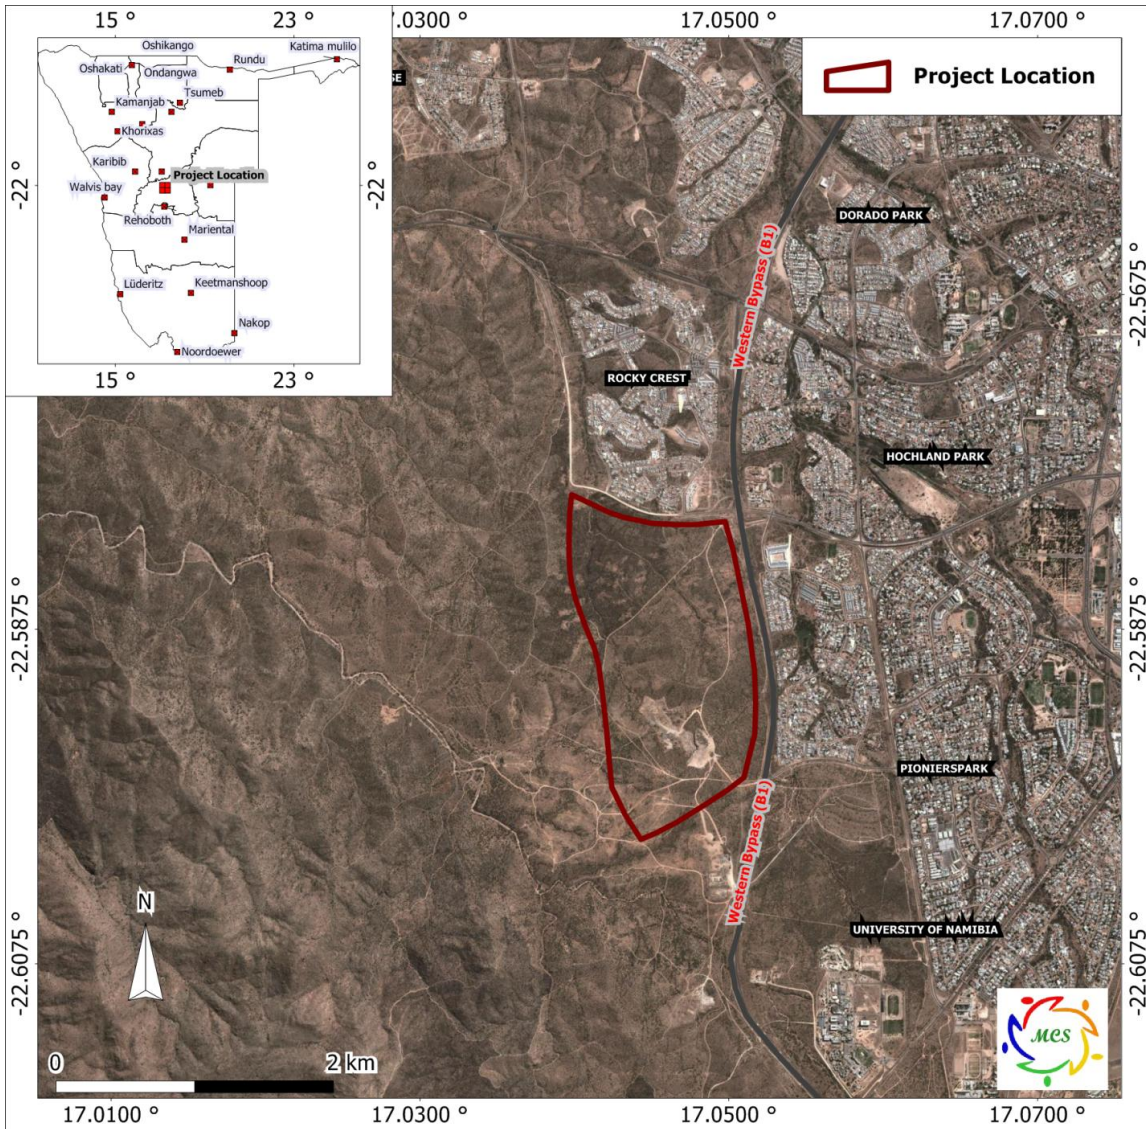 15 °
23 °
17.0300 °
17.0500 °
17.0700 °
Oshikango
Katima mulilo
Oshakati
Ondangwa
Rundu
Tsumeb
Kamanjab
Khorixas
Karibib
Project Location
Walvis bay
Rehoboth
Mariental
Lüderitz
Keetmanshoop
Nakop
Noordoewer
-22 °
-22 °
15 °
23 °
SE
Project Location
DORADO PARK
Western Bypass (B1)
ROCKY CREST
HOCHLAND PARK
PIONIERSPARK
Western Bypass (B1)
UNIVERSITY OF NAMIBIA
-22.5675 °
-22.5875 °
-22.5875 °
-22.6075 °
-22.6075 °
N
MCS
0
2 km
17.0100 °
17.0300 °
17.0500 °
17.0700 °